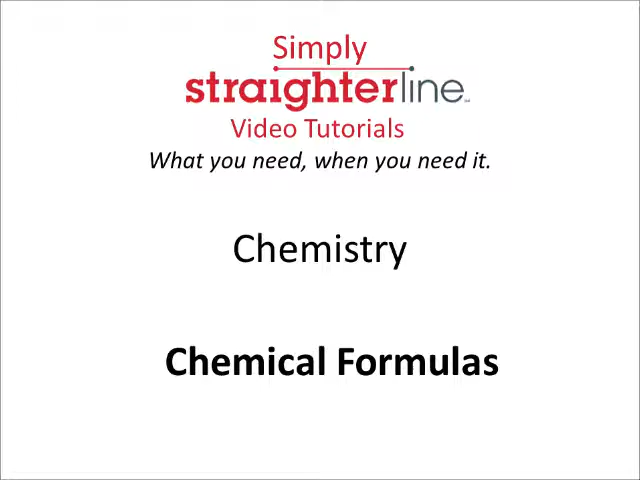 Simply
straighterline
Video Tutorials
What you need, when you need it.
Chemistry
Chemical Formulas